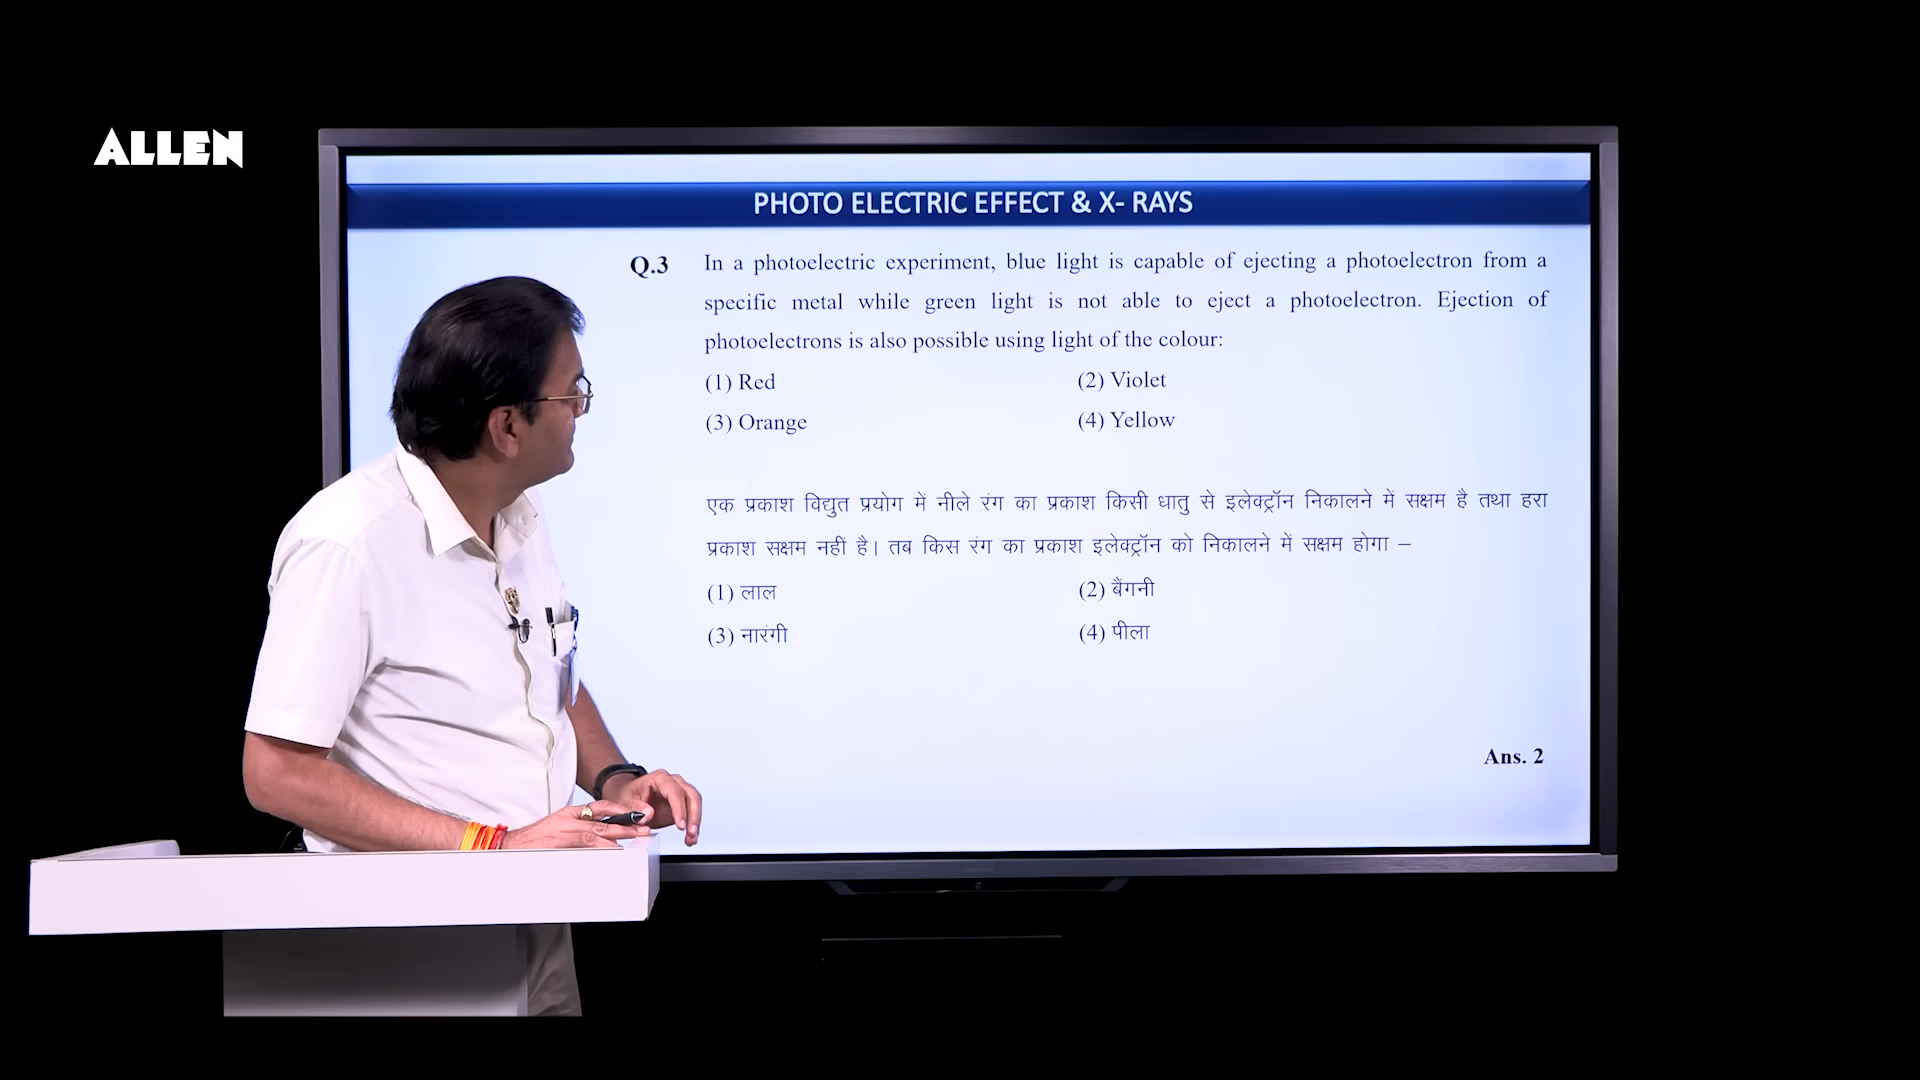 ALLEN
PHOTO ELECTRIC EFFECT & X- RAYS
Q.3 In a photoelectric experiment, blue light is capable of ejecting a photoelectron from a
specific metal while green light is not able to eject a photoelectron. Ejection of
photoelectrons is also possible using light of the colour:
(1) Red (2) Violet
(3) Orange (4) Yellow
एक प्रकाश विद्युत प्रयोग में नीले रंग का प्रकाश किसी धातु से इलेक्ट्रॉन निकालने में सक्षम है तथा हरा
प्रकाश सक्षम नहीं है। तब किस रंग का प्रकाश इलेक्ट्रॉन को निकालने में सक्षम होगा –
(1) लाल (2) बैंगनी
(3) नारंगी (4) पीला
Ans. 2